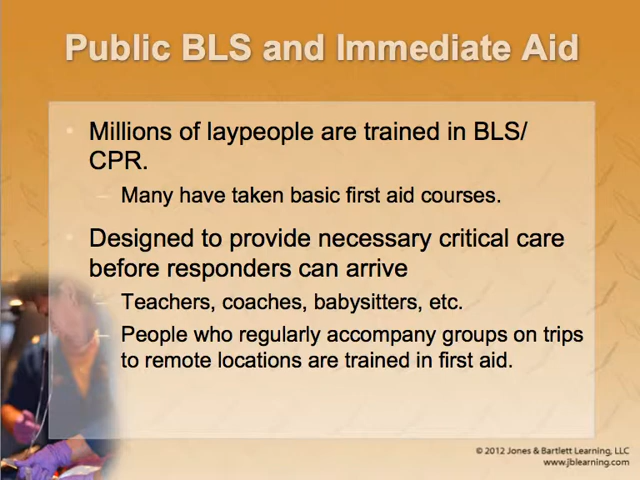 Public BLS and Immediate Aid
• Millions of laypeople are trained in BLS/
CPR.
– Many have taken basic first aid courses.
• Designed to provide necessary critical care
before responders can arrive
– Teachers, coaches, babysitters, etc.
– People who regularly accompany groups on trips
to remote locations are trained in first aid.
© 2012 Jones & Bartlett Learning, LLC
www.jblearning.com